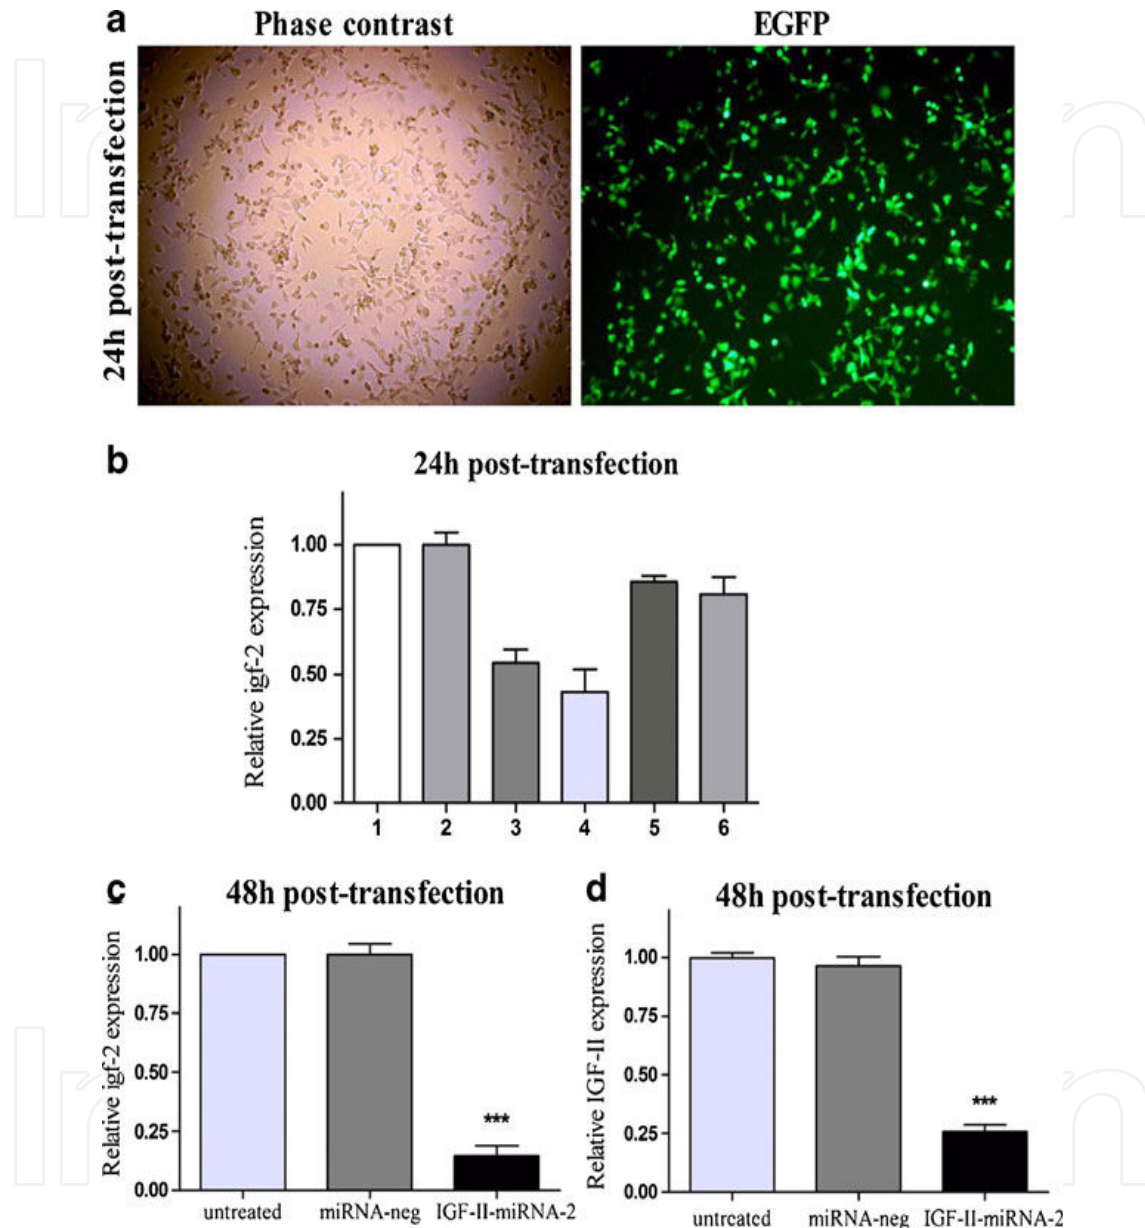 a
Phase contrast
EGFP
24h post-transfection
b
24h post-transfection
Relative igf-2 expression
1.00
0.75
0.50
0.25
0.00
1 2 3 4 5 6
c
48h post-transfection
Relative igf-2 expression
1.00
0.75
0.50
0.25
0.00
***
untreated miRNA-neg IGF-II-miRNA-2
d
48h post-transfection
Relative IGF-II expression
1.00
0.75
0.50
0.25
0.00
***
untreated miRNA-neg IGF-II-miRNA-2